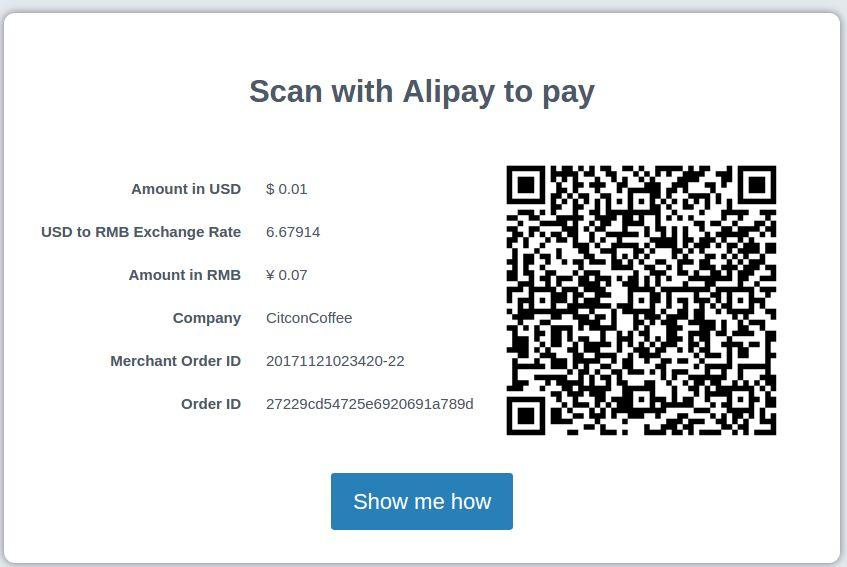 Scan with Alipay to pay
Amount in USD $ 0.01
USD to RMB Exchange Rate 6.67914
Amount in RMB ¥ 0.07
Company CitconCoffee
Merchant Order ID 20171121023420-22
Order ID 27229cd54725e6920691a789d
Show me how